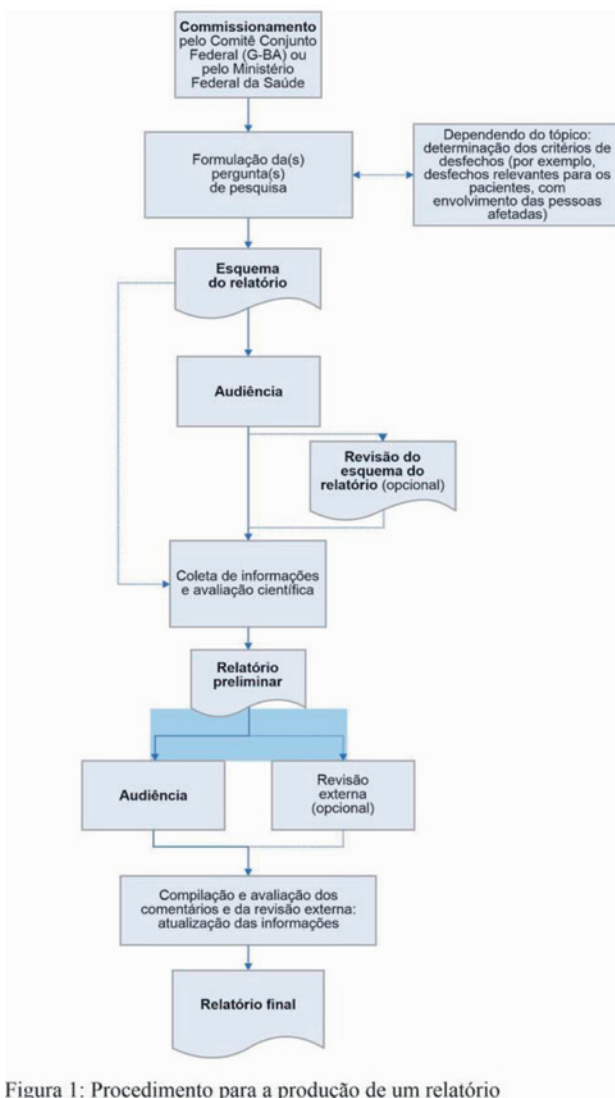 Commissionamento
pelo Comitê Conjunto
Federal (G-BA) ou
pelo Ministério
Federal da Saúde
Formulação da(s)
pergunta(s)
de pesquisa
Dependendo do tópico:
determinação dos critérios de
desfechos (por exemplo,
desfechos relevantes para os
pacientes, com
envolvimento das pessoas
afetadas)
Esquema
do relatório
Audiência
Revisão do
esquema do
relatório (opcional)
Coleta de informações
e avaliação científica
Relatório
preliminar
Audiência
Revisão
externa
(opcional)
Compilação e avaliação dos
comentários e da revisão externa:
atualização das informações
Relatório final
Figura 1: Procedimento para a produção de um relatório